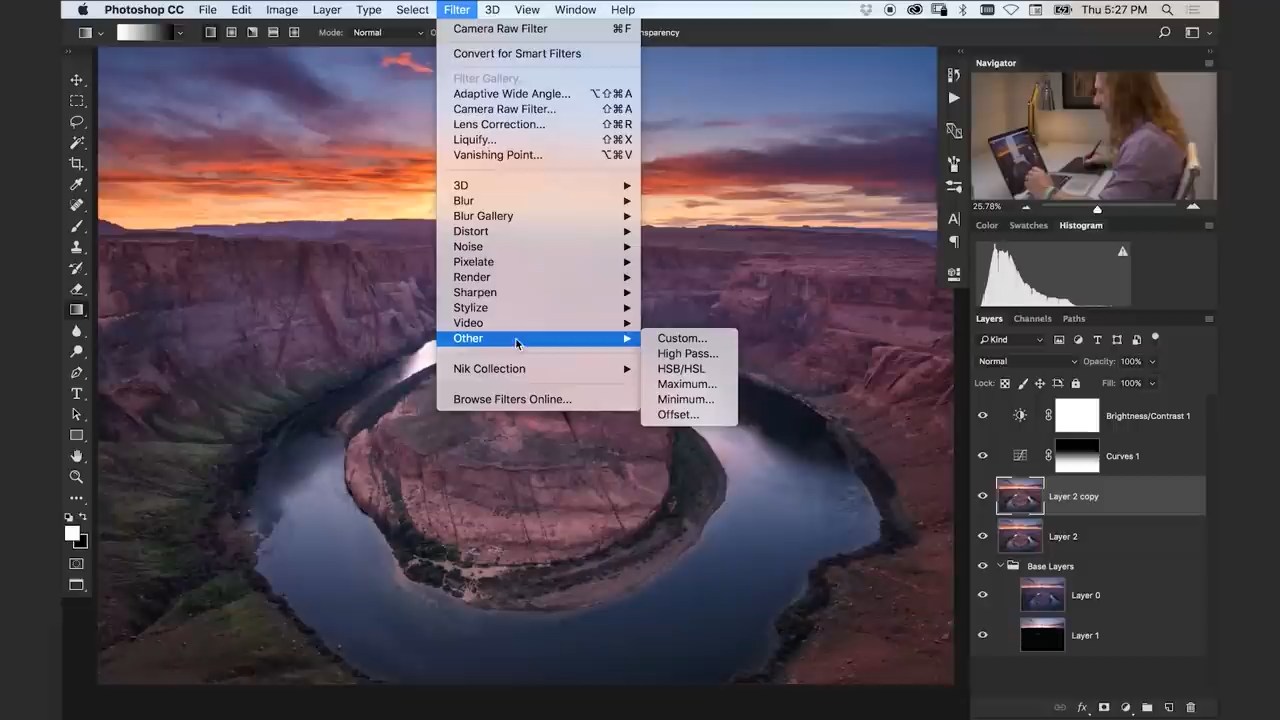 Photoshop CC File Edit Image Layer Type Select Filter 3D View Window Help Thu 5:27 PM
Mode: Normal nsparency
Camera Raw Filter ⌘F
Convert for Smart Filters
Filter Gallery...
Adaptive Wide Angle... ⌥⇧⌘A
Camera Raw Filter... ⇧⌘A
Lens Correction... ⇧⌘R
Liquify... ⇧⌘X
Vanishing Point... ⌥⌘V
3D
Blur
Blur Gallery
Distort
Noise
Pixelate
Render
Sharpen
Stylize
Video
Other
Nik Collection
Browse Filters Online...
Custom...
High Pass...
HSB/HSL
Maximum...
Minimum...
Offset...
Navigator
25.78%
Color Swatches Histogram
Layers Channels Paths
Kind
Normal Opacity: 100%
Lock: Fill: 100%
Brightness/Contrast 1
Curves 1
Layer 2 copy
Layer 2
Base Layers
Layer 0
Layer 1